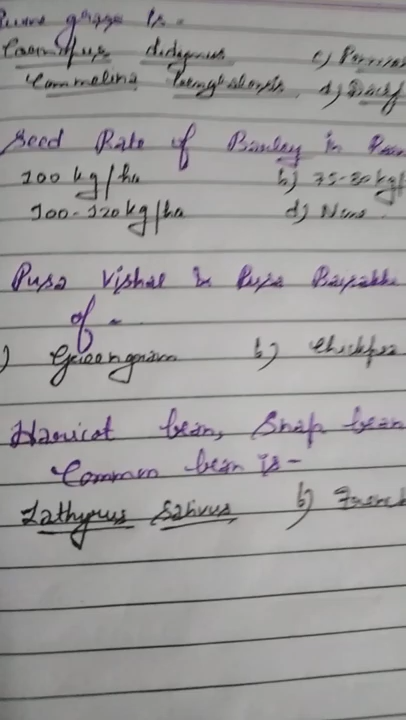 grass is -
didymus c)
Commelina benghalensis d)
Seed Rate of Barley in
100 kg/ha b) 75-80 kg/
100-120 kg/ha d) None.
Pusa Vishal & Pusa
of -
) Greengram b) Chickpea
Haricot bean, Snap bean
Common bean is -
Lathyrus Sativus b) French